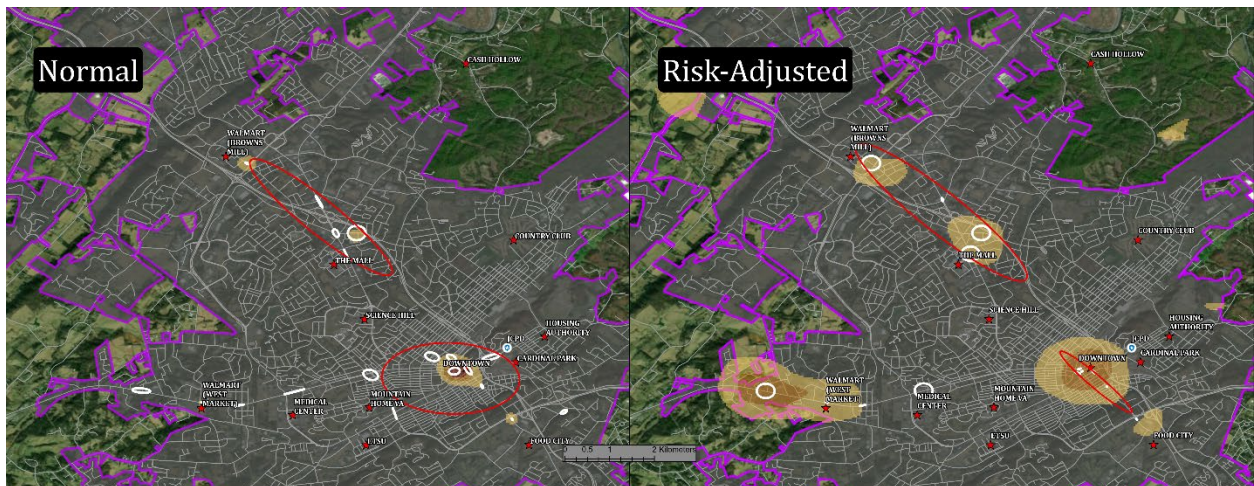 Normal
CASH HOLLOW
WALMART
(BROWNS
MILL)
COUNTRY CLUB
THE MALL
SCIENCE HILL
HOUSING
AUTHORITY
JCPD
CARDINAL PARK
DOWNTOWN
WALMART
(WEST
MARKET)
MEDICAL
CENTER
MOUNTAIN
HOME VA
ETSU
FOOD CITY
0 0.5 1 2 Kilometers
Risk-Adjusted
CASH HOLLOW
WALMART
(BROWNS
MILL)
COUNTRY CLUB
THE MALL
SCIENCE HILL
HOUSING
AUTHORITY
JCPD
CARDINAL PARK
DOWNTOWN
WALMART
(WEST
MARKET)
MEDICAL
CENTER
MOUNTAIN
HOME VA
ETSU
FOOD CITY